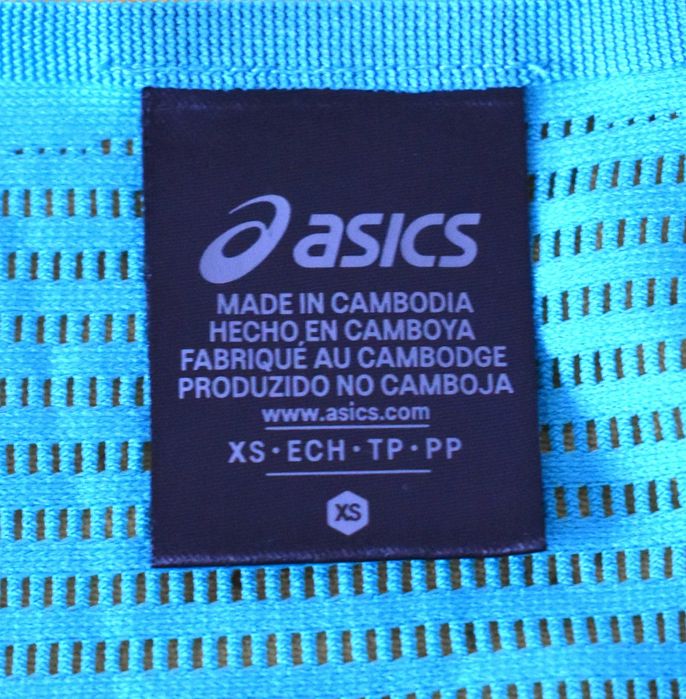 asics
MADE IN CAMBODIA
HECHO EN CAMBOYA
FABRIQUÉ AU CAMBODGE
PRODUZIDO NO CAMBOJA
www.asics.com
XS · ECH · TP · PP
XS